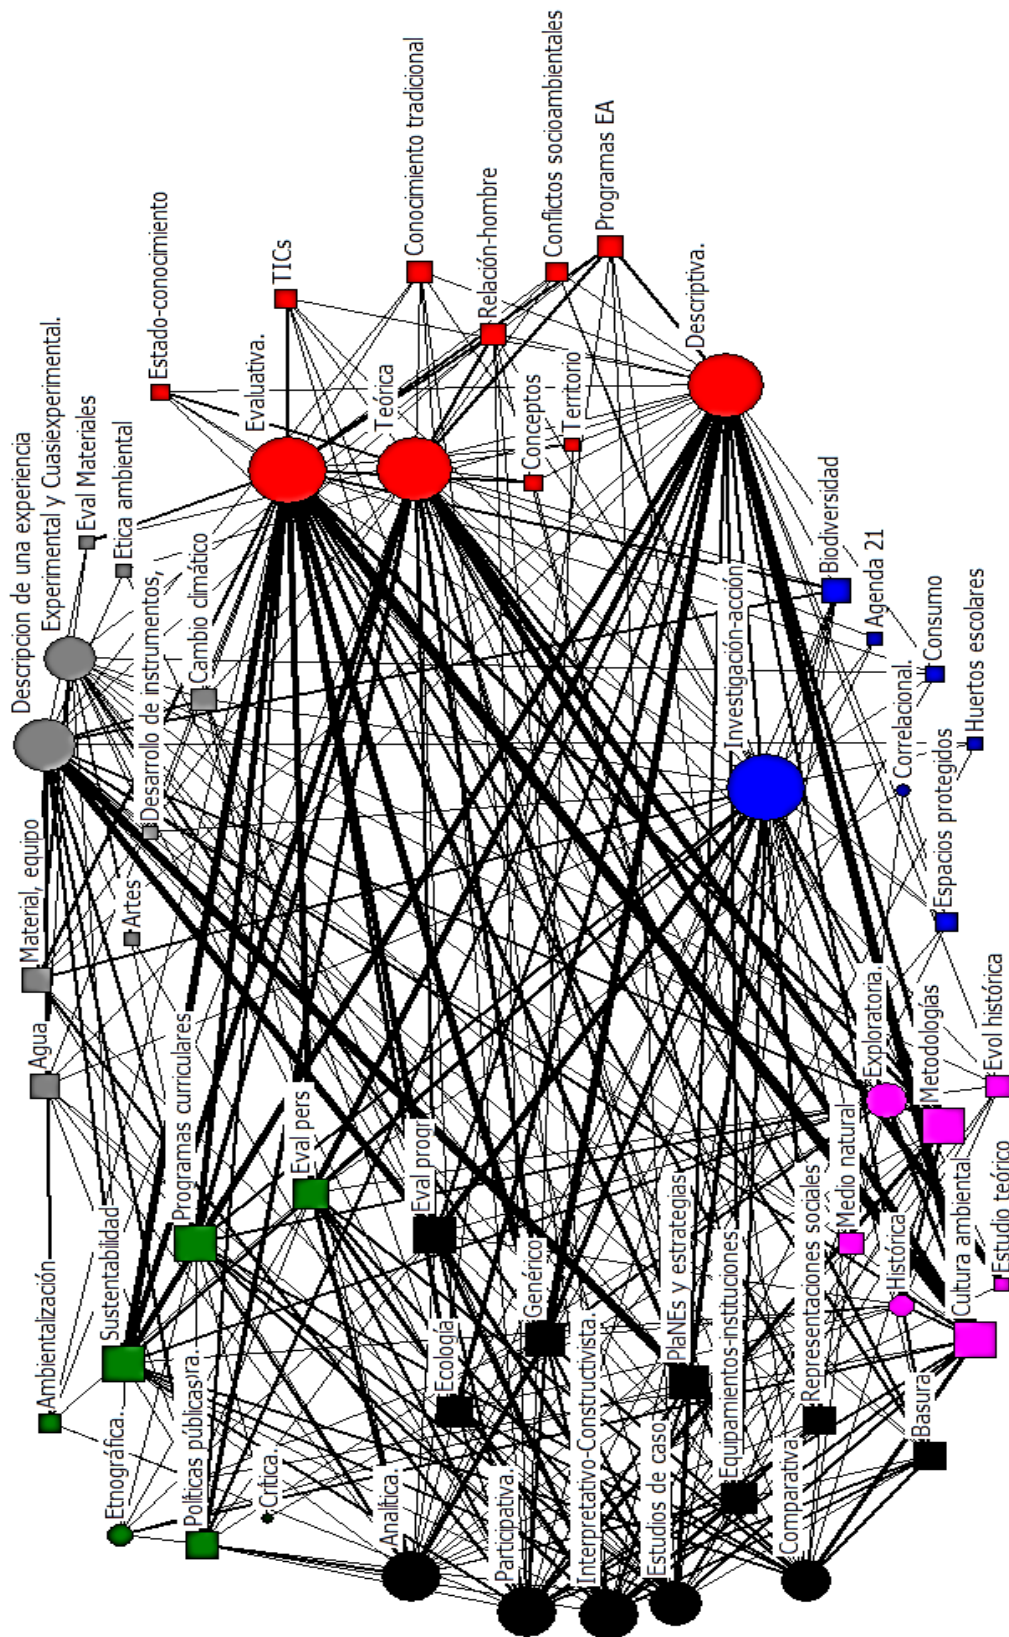 Descripcion de una experiencia
Experimental y Cuasiexperimental.
Eval Materiales
Etica ambiental
Estado-conocimiento
TICs
Conocimiento tradicional
Relación-hombre
Conflictos socioambientales
Programas EA
Evaluativa.
Teórica
Conceptos
Territorio
Descriptiva.
Desarrollo de instrumentos,
Cambio climático
Investigación-acción
Biodiversidad
Agenda 21
Consumo
Huertos escolares
Correlacional.
Espacios protegidos
Material, equipo
Artes
Agua
Programas curriculares
Eval pers
Eval progr
Exploratoria.
Metodologías
Evol histórica
Ambientalización
Sustentabilidad
Etnográfica.
Políticas públicas
ra.
Crítica.
Ecología
Genérico
PlaNEs y estrategias
Equipamientos-instituciones
Representaciones sociales
Medio natural
Histórica
Cultura ambiental
Estudio teórico
Basura
Analítica.
Participativa.
Interpretativo-Constructivista.
Estudios de caso.
Comparativa.